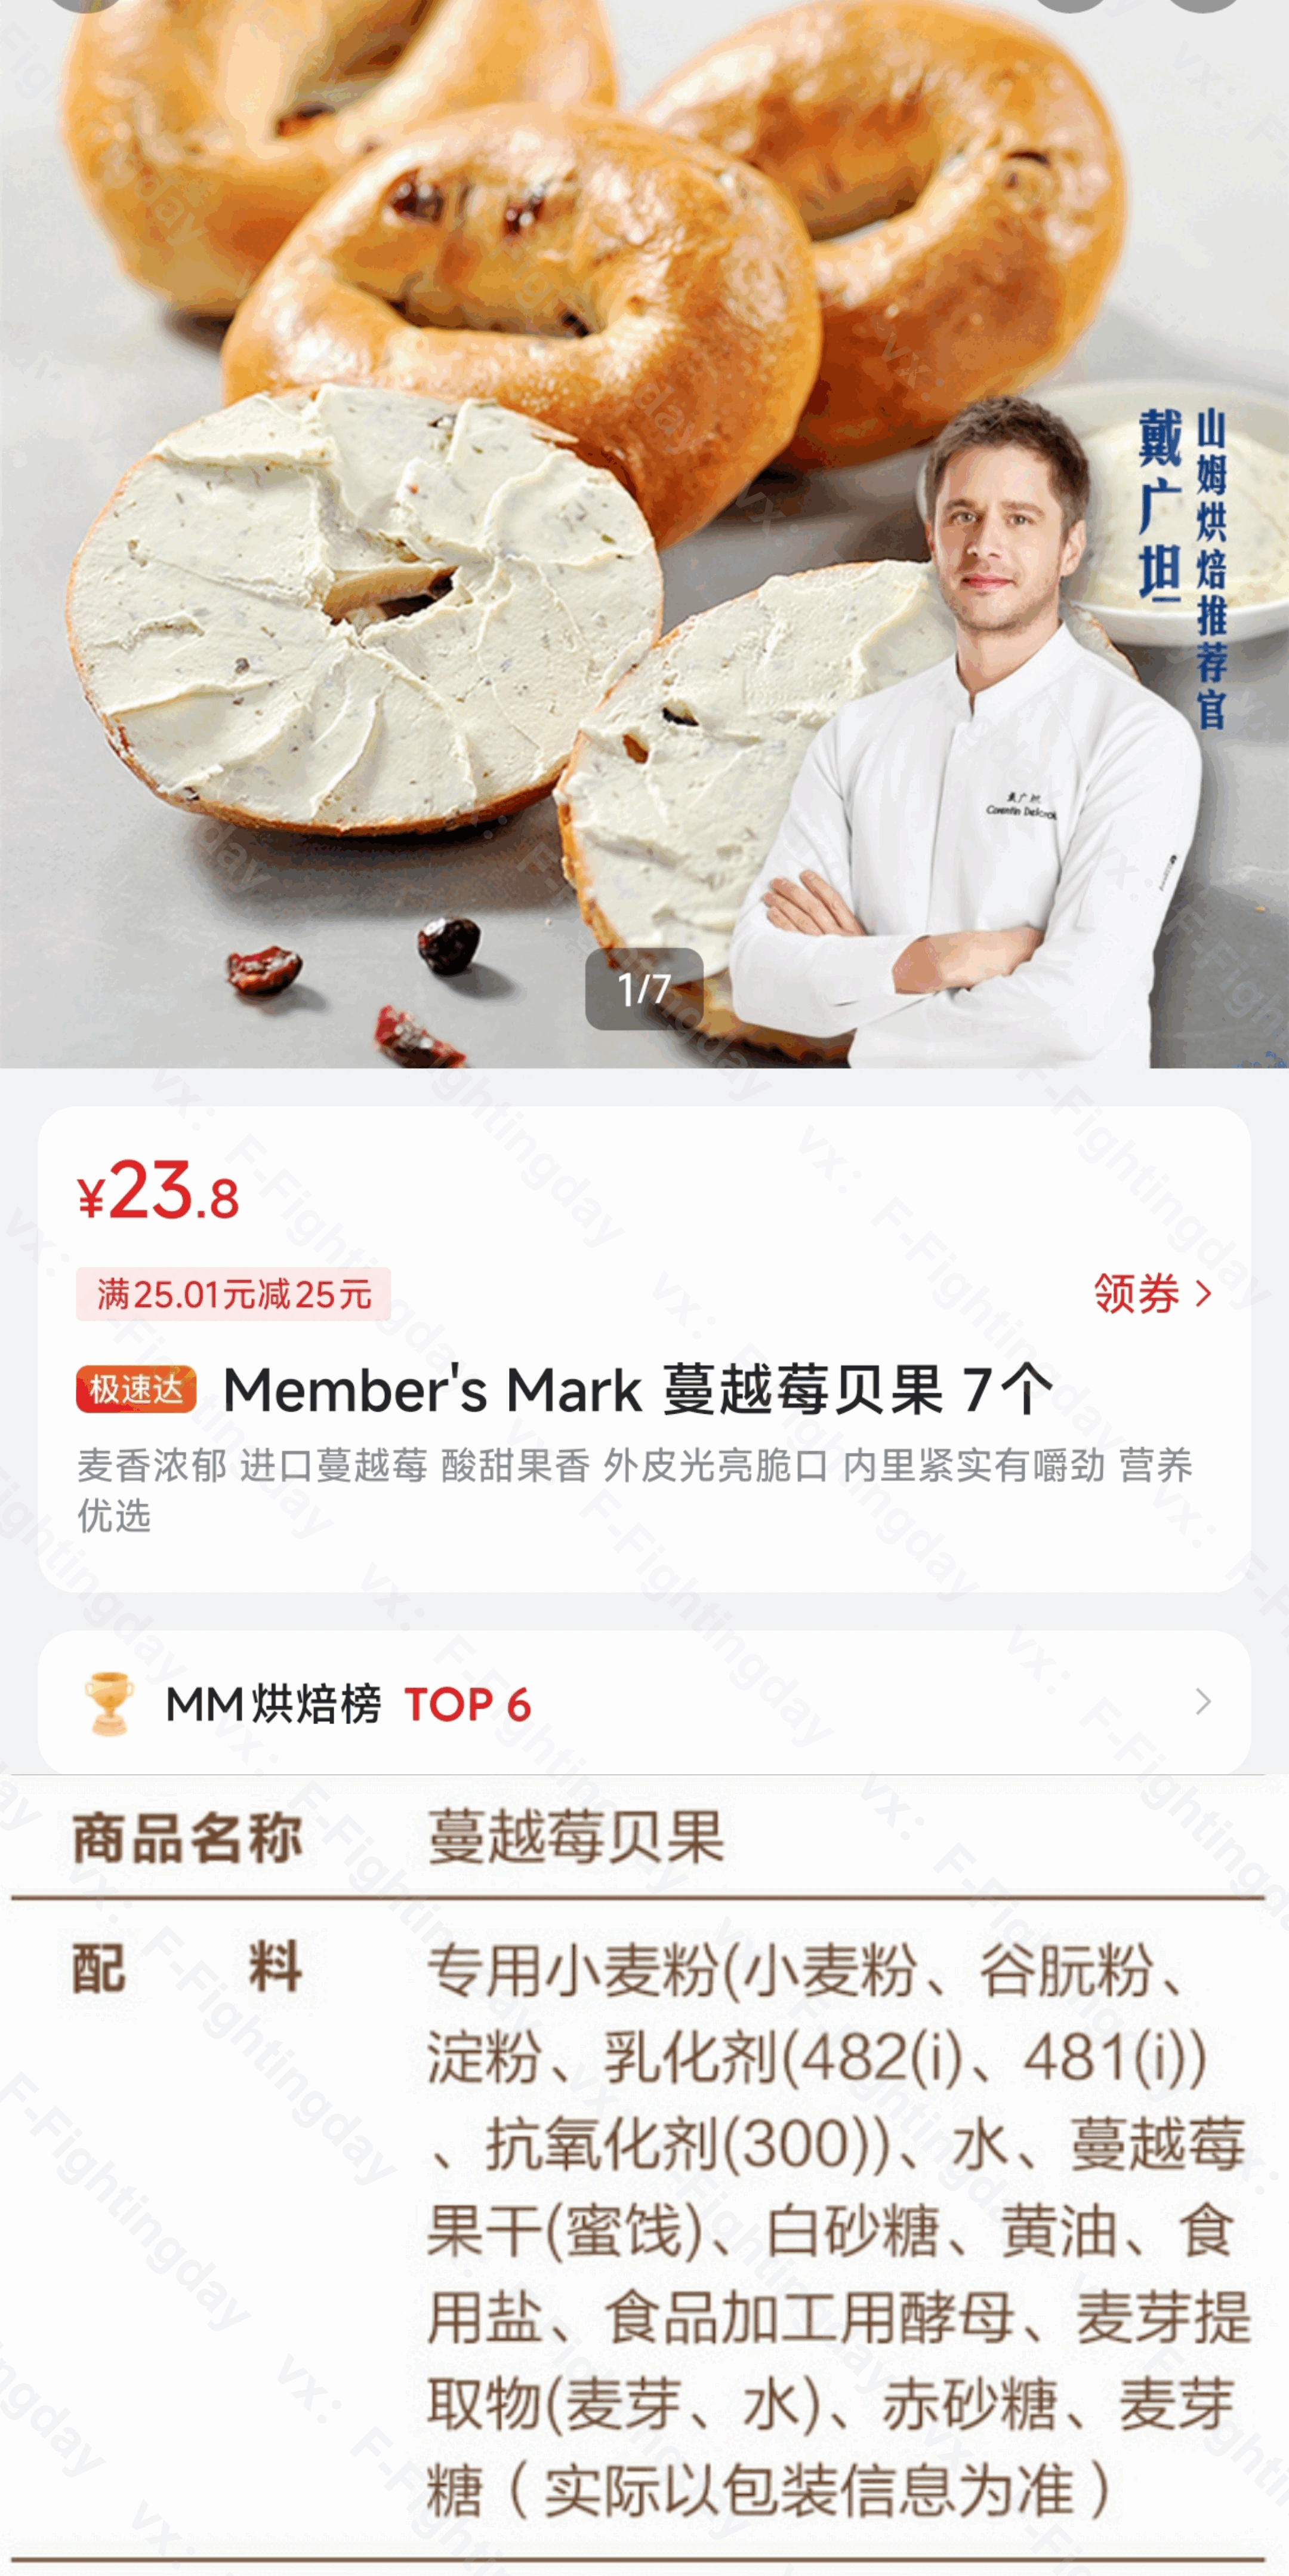 山姆烘焙推荐官
戴广坦
戴广坦
Corentin Delcroix
1/7
¥23.8
满25.01元减25元
领券 >
极速达 Member's Mark 蔓越莓贝果 7个
麦香浓郁 进口蔓越莓 酸甜果香 外皮光亮脆口 内里紧实有嚼劲 营养
优选
MM烘焙榜 TOP 6
商品名称 蔓越莓贝果
配料 专用小麦粉(小麦粉、谷朊粉、
淀粉、乳化剂(482(i)、481(i))
、抗氧化剂(300))、水、蔓越莓
果干(蜜饯)、白砂糖、黄油、食
用盐、食品加工用酵母、麦芽提
取物(麦芽、水)、赤砂糖、麦芽
糖（实际以包装信息为准）
vx: F-Fightingday